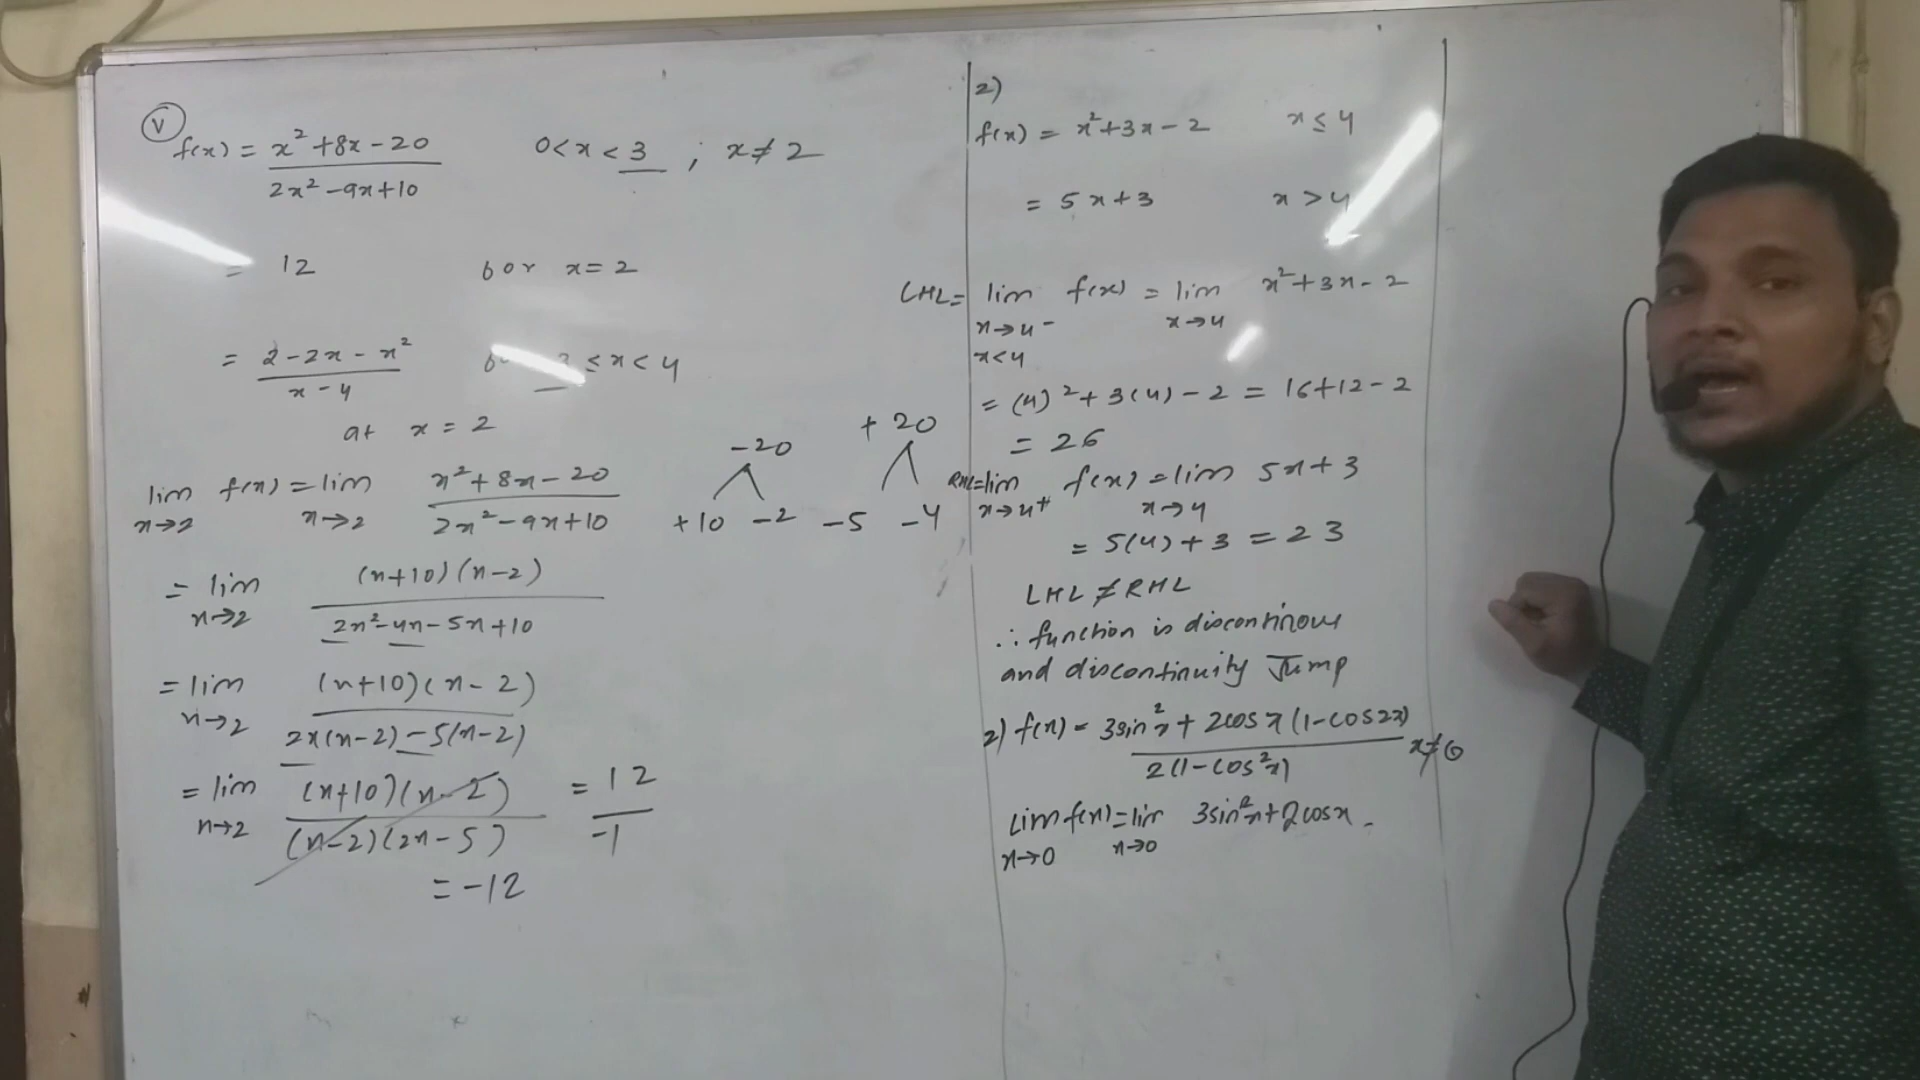 V
f(x) = x² + 8x - 20 0 < x < 3 ; x ≠ 2
2x² - 9x + 10
= 12 for x = 2
= 2 - 2x - x² ≤ x < 4
x - 4
at x = 2
lim f(x) = lim x² + 8x - 20
x→2 x→2 2x² - 9x + 10
-20 +20
+10 -2 -5 -4
= lim (x+10)(x-2)
x→2 2x² - 4x - 5x + 10
= lim (x+10)(x-2)
x→2 2x(x-2) - 5(x-2)
= lim (x+10)(x-2) = 12
x→2 (x-2)(2x-5) -1
= -12
2)
f(x) = x² + 3x - 2 x ≤ 4
= 5x + 3 x > 4
LHL = lim f(x) = lim x² + 3x - 2
x→4- x→4
x<4
= (4)² + 3(4) - 2 = 16 + 12 - 2
= 26
RHL = lim f(x) = lim 5x + 3
x→4+ x→4
= 5(4) + 3 = 23
LHL ≠ RHL
∴ function is discontinous
and discontinuity Jump
2) f(x) = 3sin²x + 2cosx (1 - cos2x)
2(1 - cos²x) x ≠ 0
lim f(x) = lim 3sin²x + 2cosx
x→0 x→0